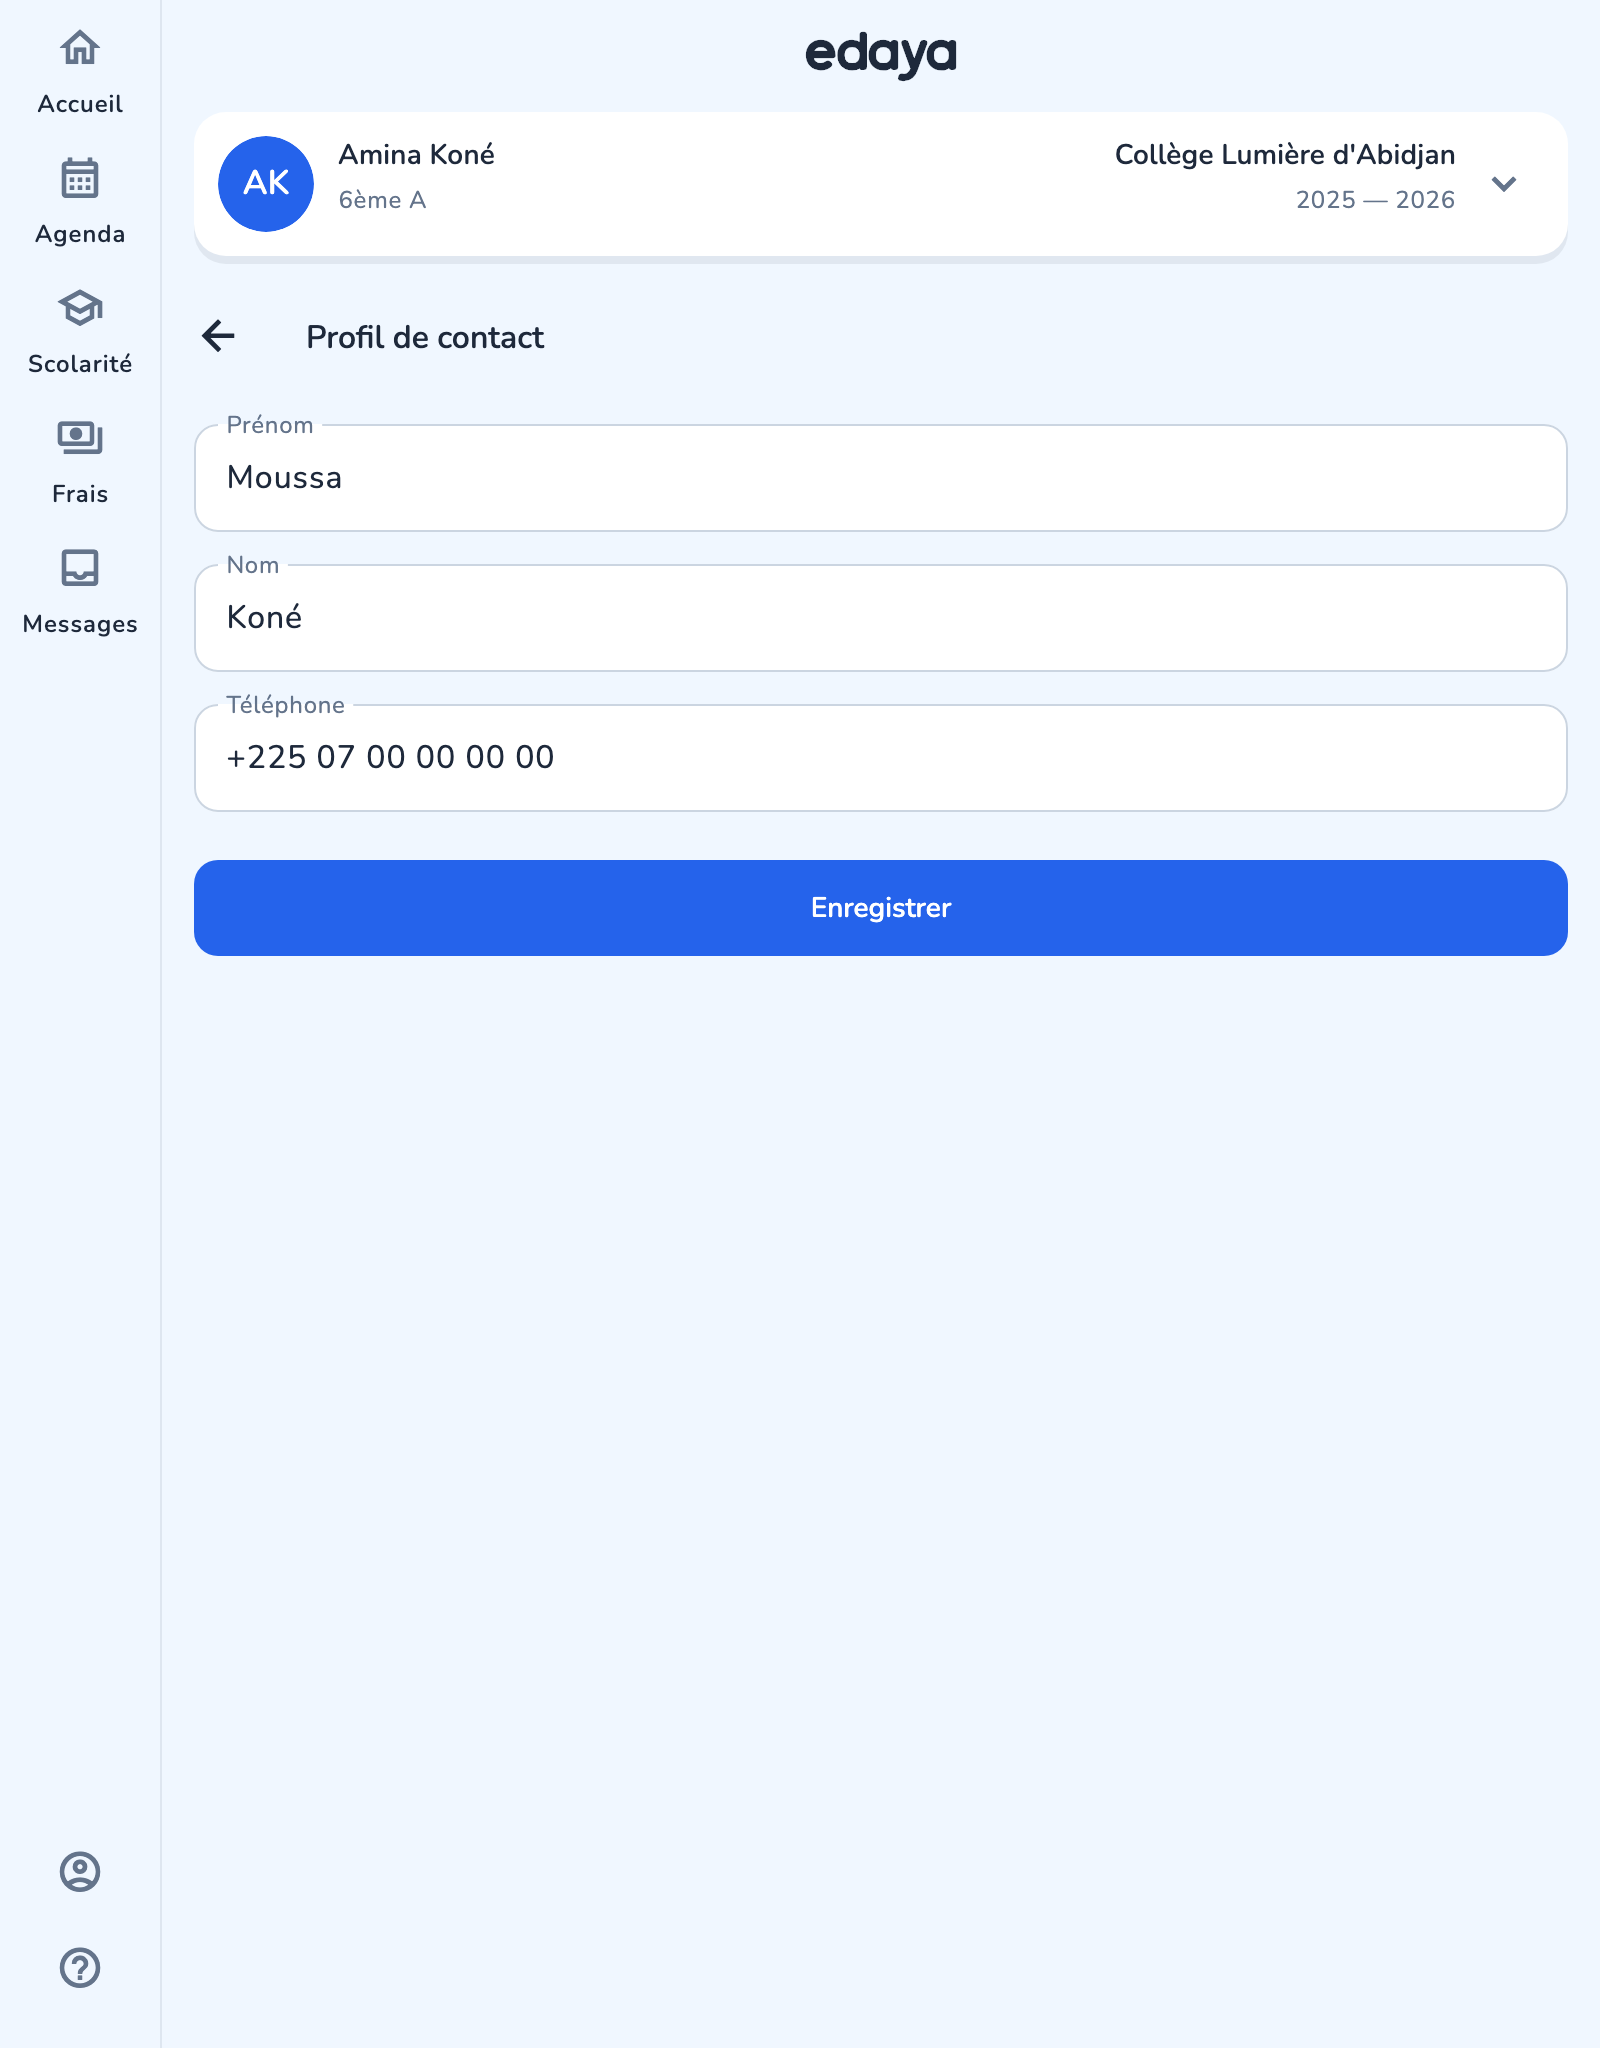 Accueil
Agenda
Scolarité
Frais
Messages
edaya
AK
Amina Koné
6ème A
Collège Lumière d'Abidjan
2025 — 2026
Profil de contact
Prénom
Moussa
Nom
Koné
Téléphone
+225 07 00 00 00 00
Enregistrer